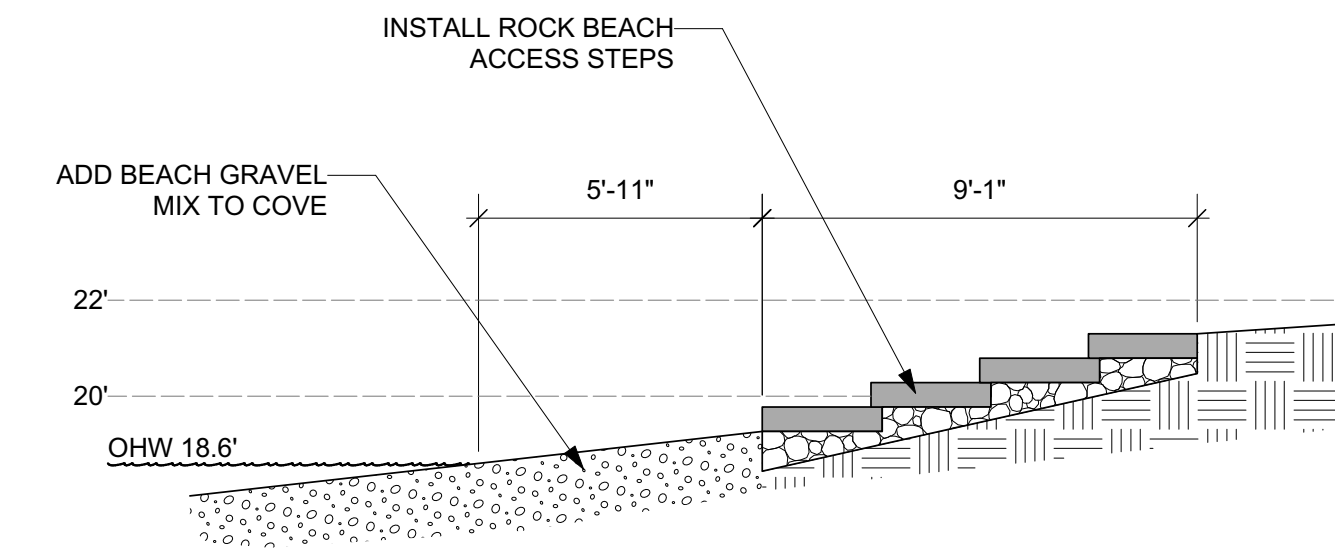 INSTALL ROCK BEACH
ACCESS STEPS
ADD BEACH GRAVEL
MIX TO COVE
5'-11"
9'-1"
22'
20'
OHW 18.6'